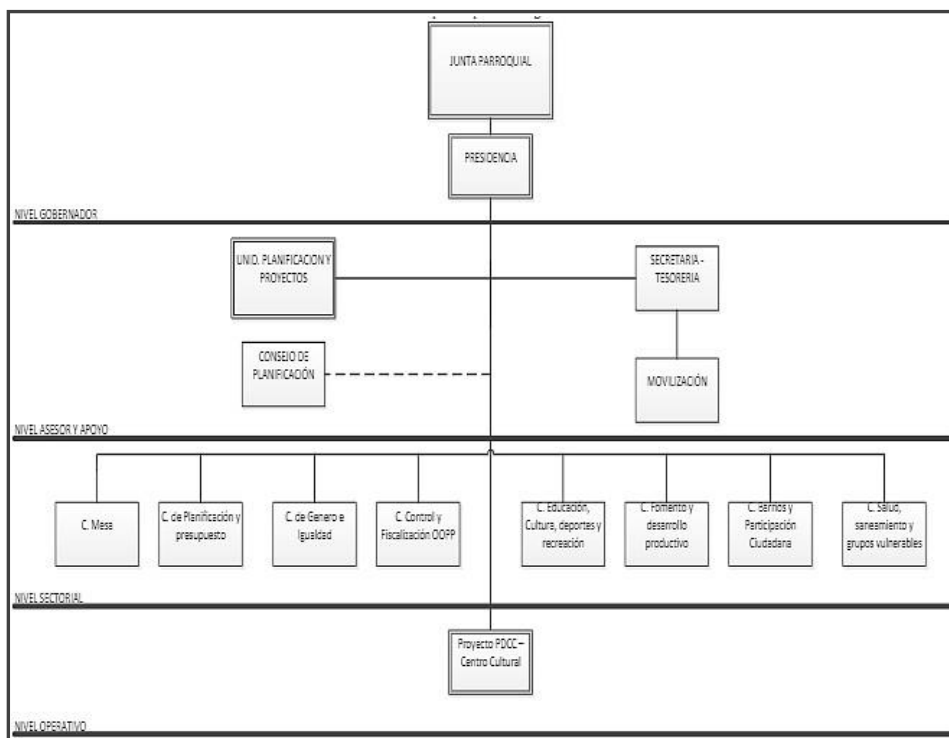 JUNTA PARROQUIAL
PRESIDENCIA
NIVEL GOBERNADOR
UNID. PLANIFICACION Y
PROYECTOS
SECRETARIA -
TESORERIA
CONSEJO DE
PLANIFICACIÓN
MOVILIZACIÓN
NIVEL ASESOR Y APOYO
C. Mesa
C. de Planificación y
presupuesto
C. de Genero e
Igualdad
C. Control y
Fiscalización OOPP
C. Educación,
Cultura, deportes y
recreación
C. Fomento y
desarrollo
productivo
C. Barrios y
Participación
Ciudadana
C. Salud,
saneamiento y
grupos vulnerables
NIVEL SECTORIAL
Proyecto PDCC –
Centro Cultural
NIVEL OPERATIVO